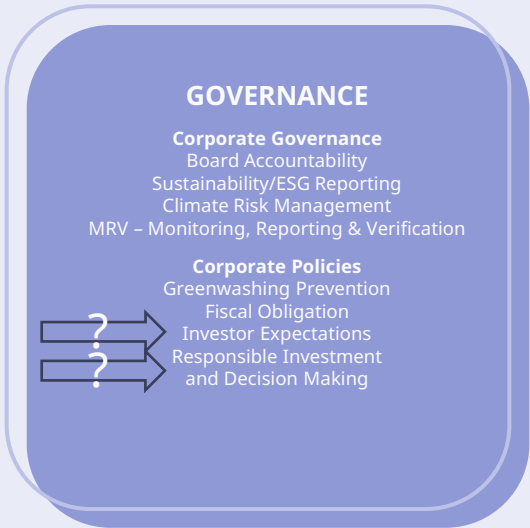 GOVERNANCE
Corporate Governance
Board Accountability
Sustainability/ESG Reporting
Climate Risk Management
MRV – Monitoring, Reporting & Verification
Corporate Policies
Greenwashing Prevention
Fiscal Obligation
? Investor Expectations
? Responsible Investment
and Decision Making